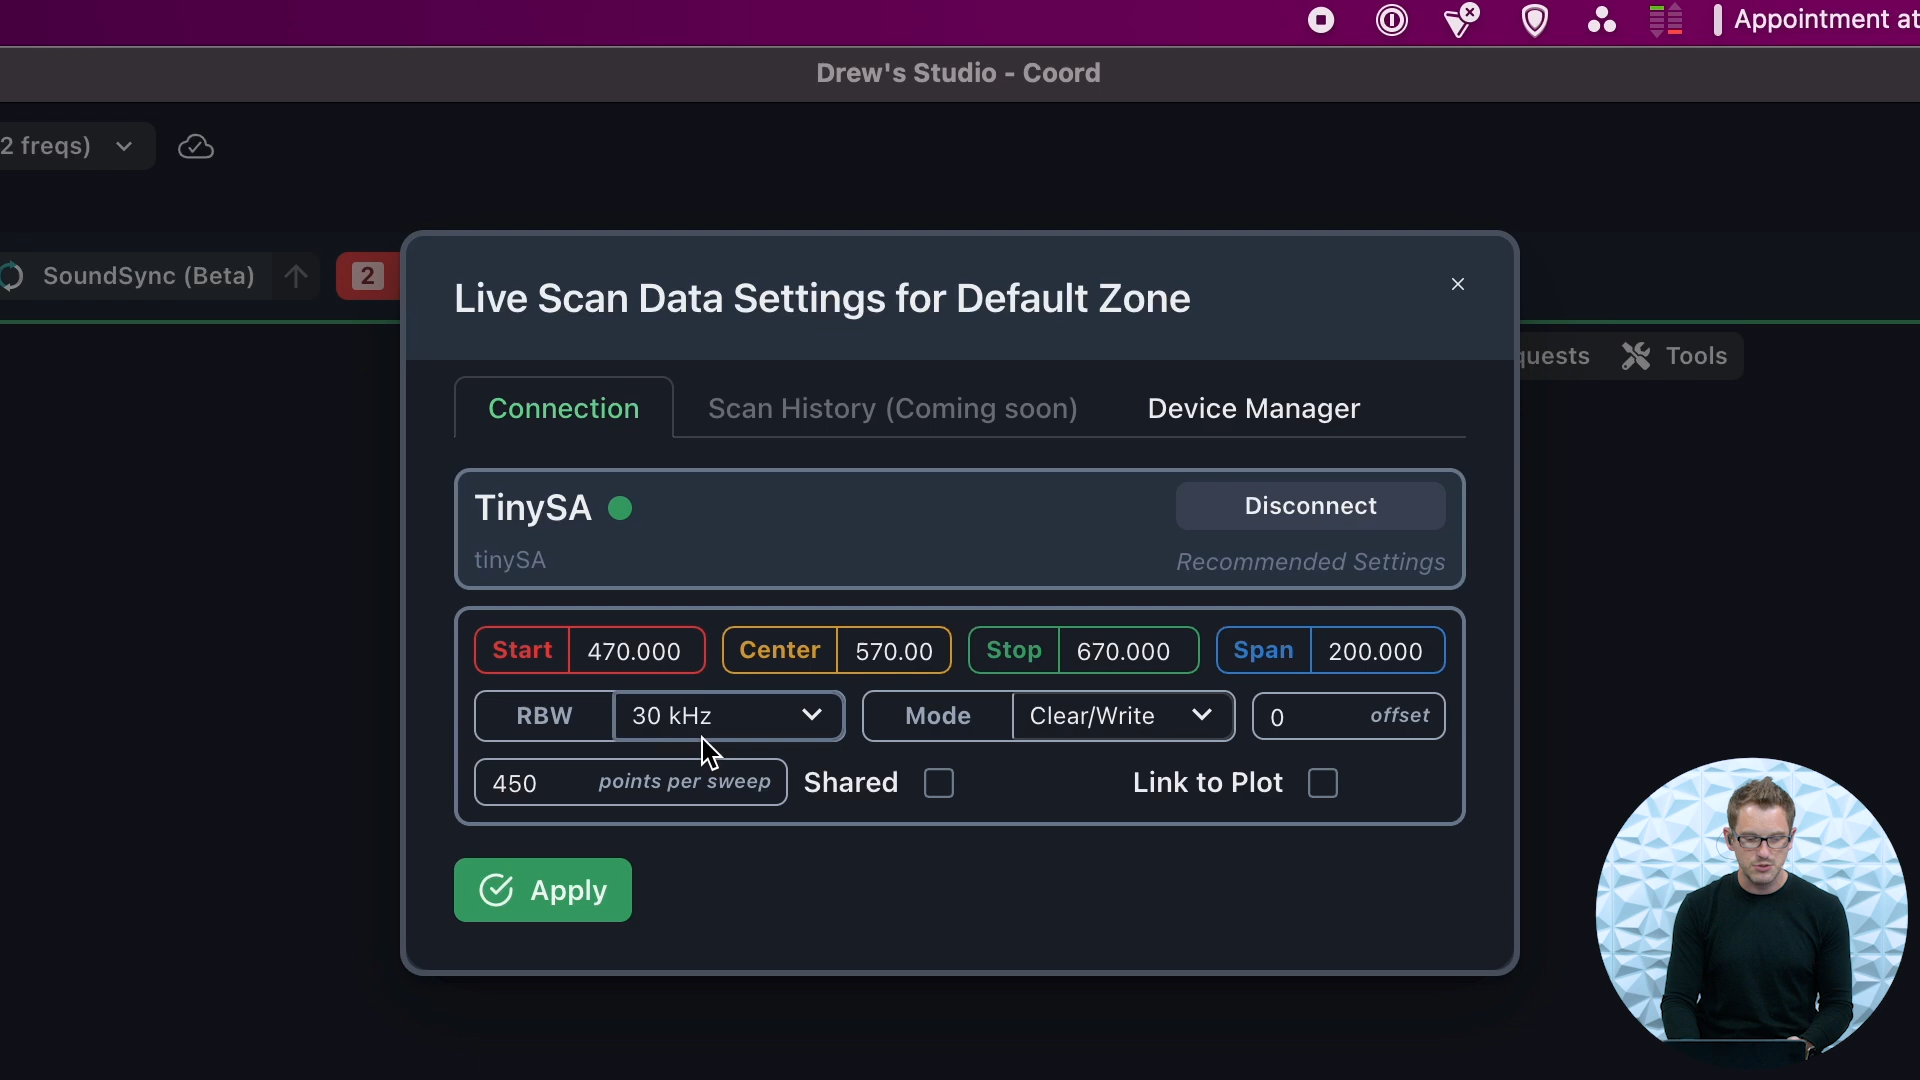 Appointment at
Drew's Studio - Coord
2 freqs)
SoundSync (Beta)
2
Live Scan Data Settings for Default Zone
quests
Tools
Connection
Scan History (Coming soon)
Device Manager
TinySA
Disconnect
tinySA
Recommended Settings
Start 470.000
Center 570.00
Stop 670.000
Span 200.000
RBW 30 kHz
Mode Clear/Write
0 offset
450 points per sweep
Shared
Link to Plot
Apply